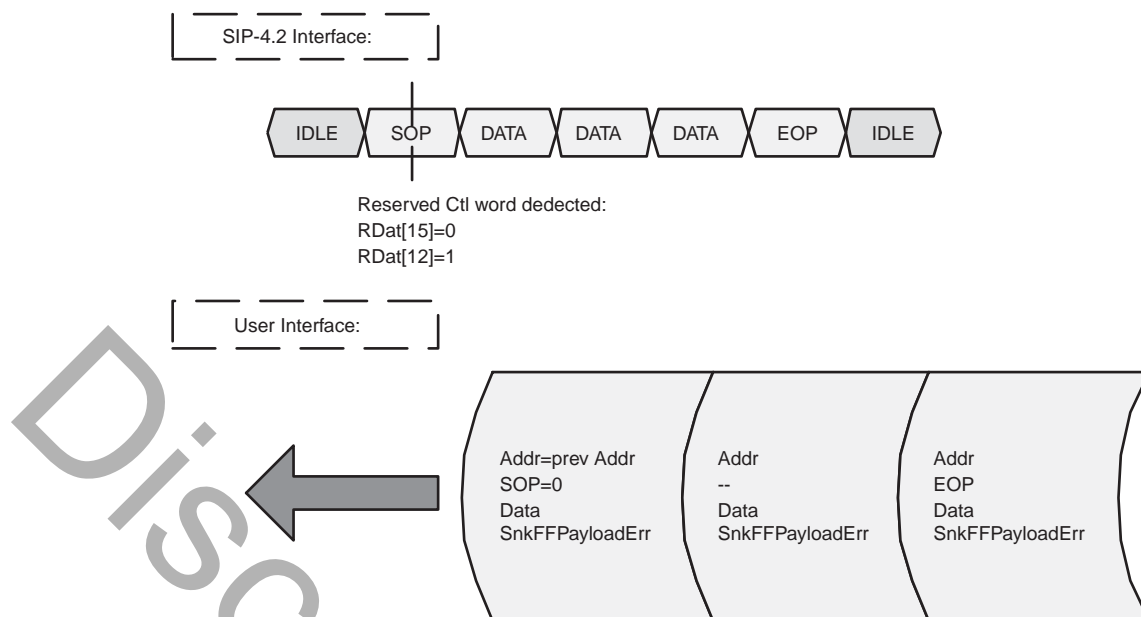 SIP-4.2 Interface:
IDLE SOP DATA DATA DATA EOP IDLE
Reserved Ctl word dedected:
RDat[15]=0
RDat[12]=1
User Interface:
Addr=prev Addr
SOP=0
Data
SnkFFPayloadErr
Addr
--
Data
SnkFFPayloadErr
Addr
EOP
Data
SnkFFPayloadErr
Disc